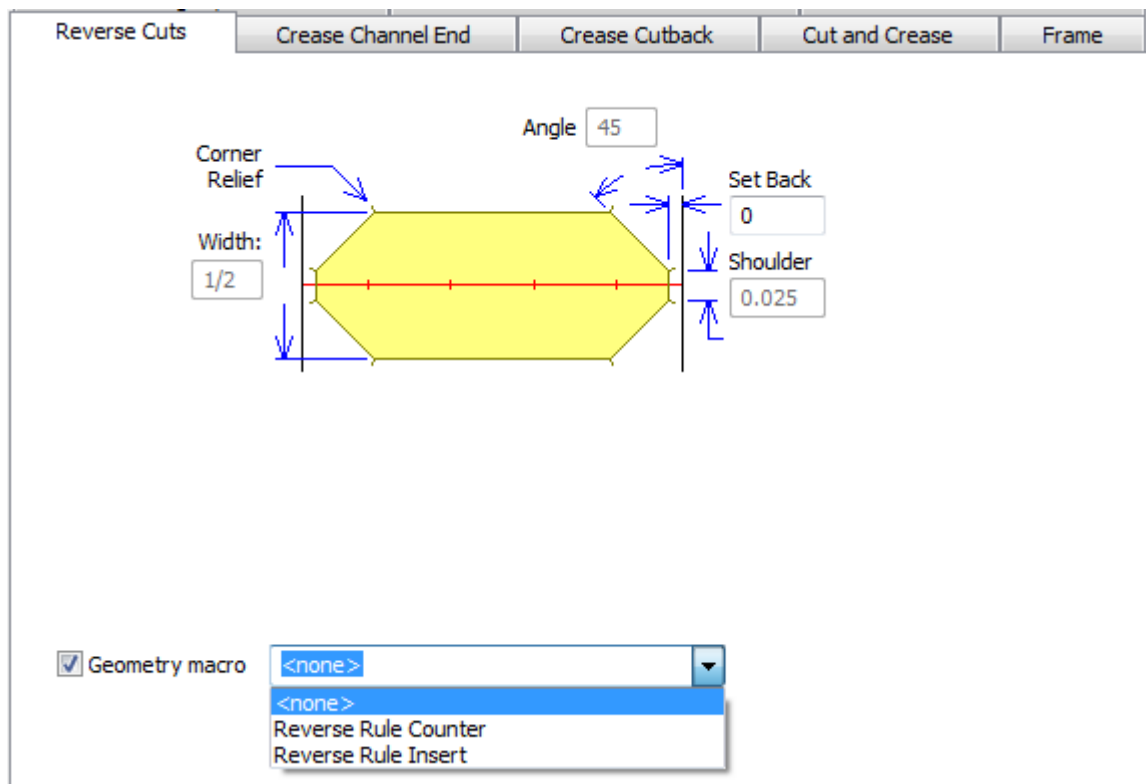 Reverse Cuts
Crease Channel End
Crease Cutback
Cut and Crease
Frame
Angle
45
Corner
Relief
Set Back
0
Width:
1/2
Shoulder
0.025
Geometry macro
<none>
<none>
Reverse Rule Counter
Reverse Rule Insert